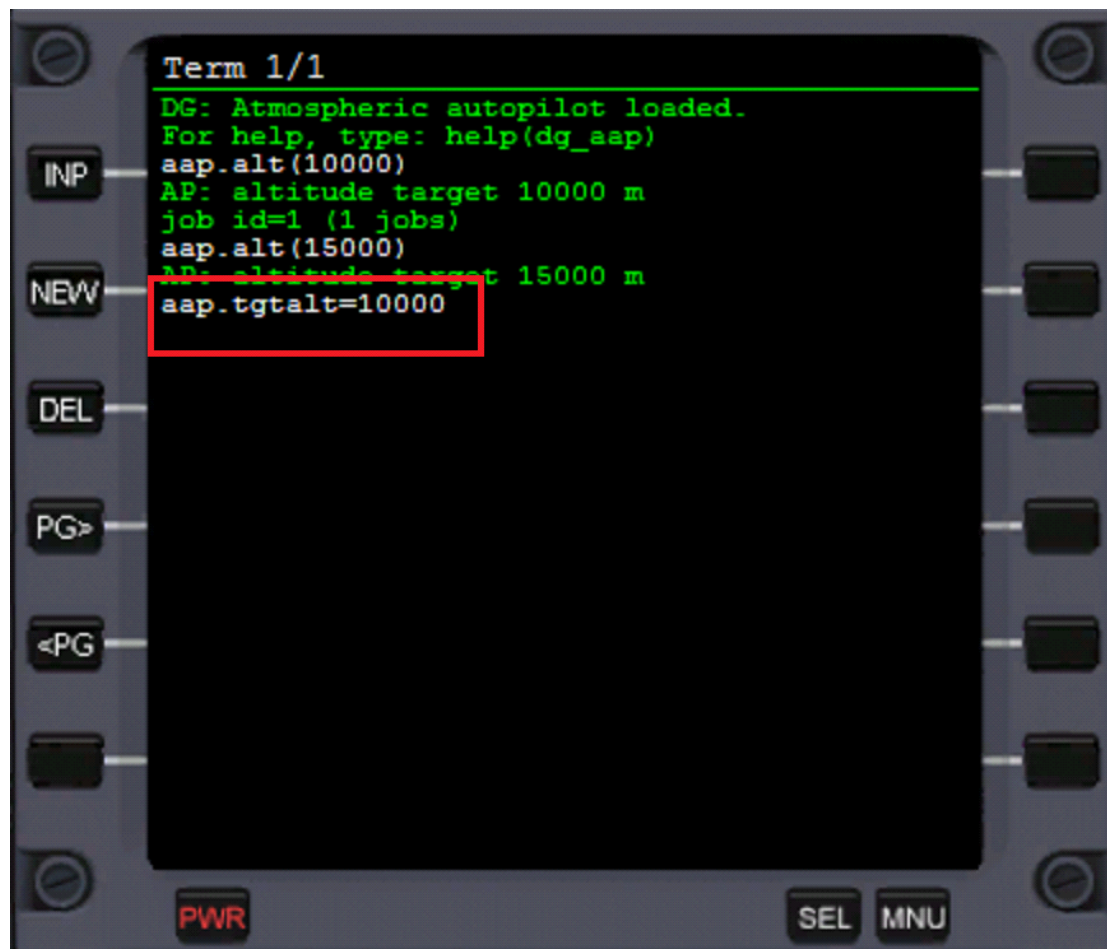 Term 1/1
DG: Atmospheric autopilot loaded.
For help, type: help(dg_aap)
aap.alt(10000)
AP: altitude target 10000 m
job id=1 (1 jobs)
aap.alt(15000)
AP: altitude target 15000 m
aap.tgtalt=10000
INP
NEW
DEL
PG>
<PG
PWR
SEL
MNU